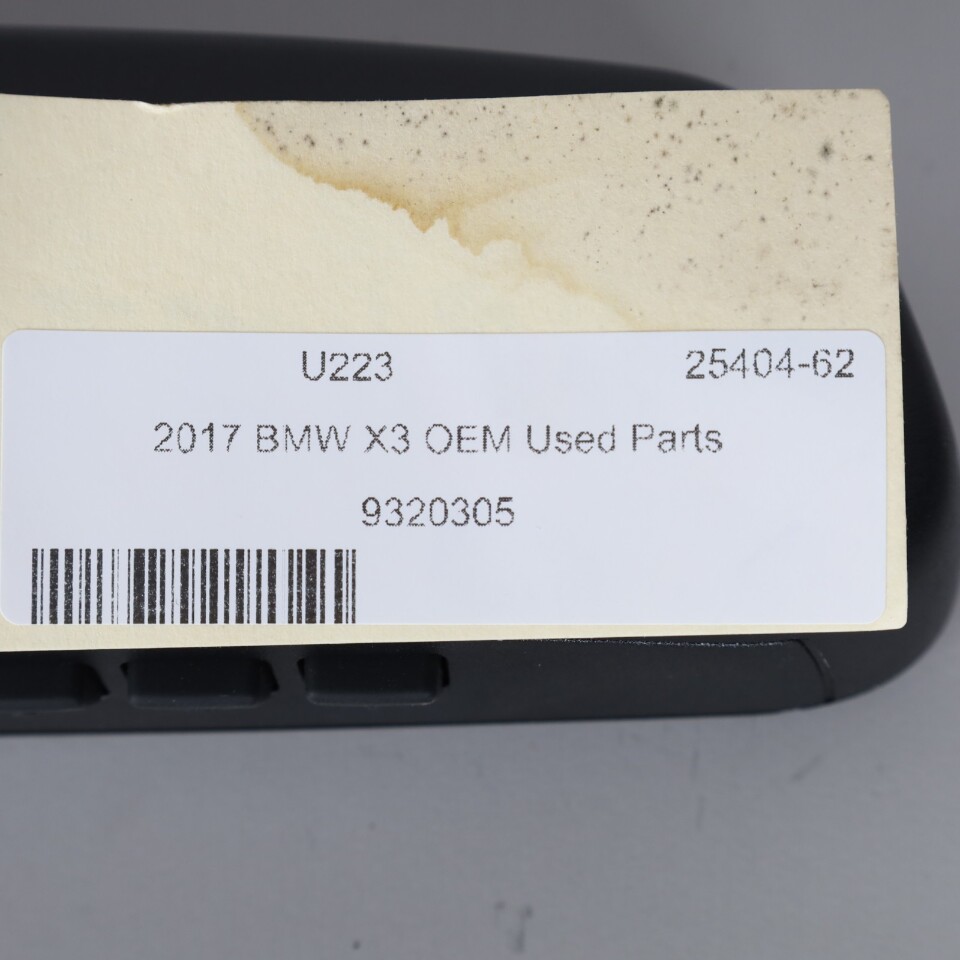 U223 25404-62
2017 BMW X3 OEM Used Parts
9320305